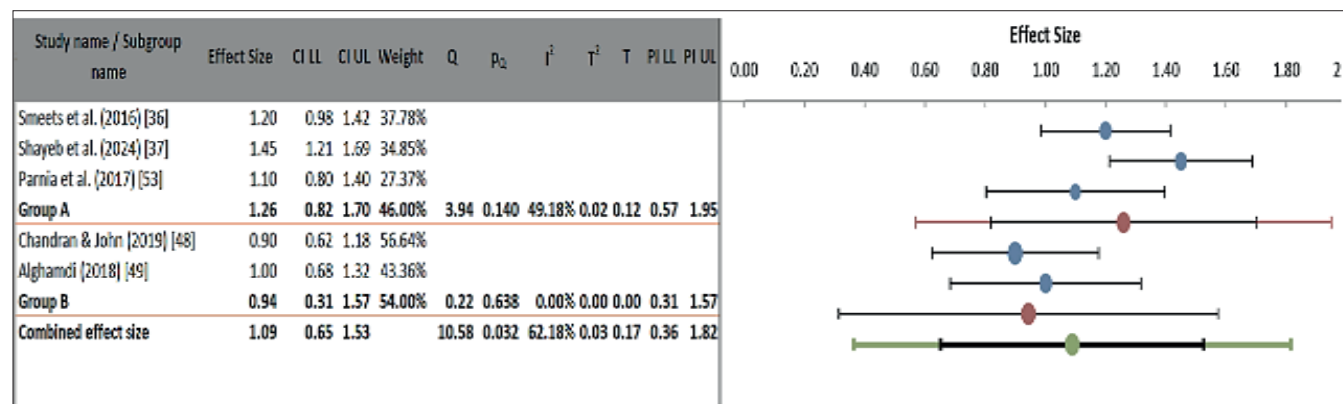 Study name / Subgroup name Effect Size CI LL CI UL Weight Q pQ I² T² T PI LL PI UL
Smeets et al. (2016) [36] 1.20 0.98 1.42 37.78%
Shayeb et al. (2024) [37] 1.45 1.21 1.69 34.85%
Parnia et al. (2017) [53] 1.10 0.80 1.40 27.37%
Group A 1.26 0.82 1.70 46.00% 3.94 0.140 49.18% 0.02 0.12 0.57 1.95
Chandran & John (2019) [48] 0.90 0.62 1.18 56.64%
Alghamdi (2018) [49] 1.00 0.68 1.32 43.36%
Group B 0.94 0.31 1.57 54.00% 0.22 0.638 0.00% 0.00 0.00 0.31 1.57
Combined effect size 1.09 0.65 1.53 10.58 0.032 62.18% 0.03 0.17 0.36 1.82
Effect Size
0.00 0.20 0.40 0.60 0.80 1.00 1.20 1.40 1.60 1.80 2